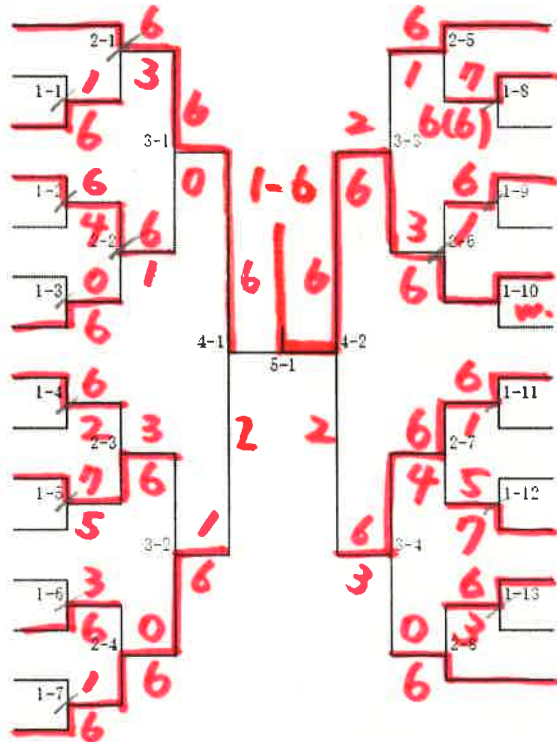 2-1 6 6 2-5
1-1 1 3 1 7 1-8
6 3-1 6 2 3-3 6(6)
1-2 6 0 1-6 6 6 1-9
4 2-2 6 3 2-6 1
1-3 0 1 6 1-10
6 6 6 w.
4-1 5-1 4-2
1-4 6 6 1-11
2 2-3 3 2 2 6 2-7 1
1-5 7 6 4 5 1-12
5 1 6 7
1-6 3 3-2 6 3 3-4 6 1-13
6 2-4 0 0 2-8 3
1-7 1 6 6
6